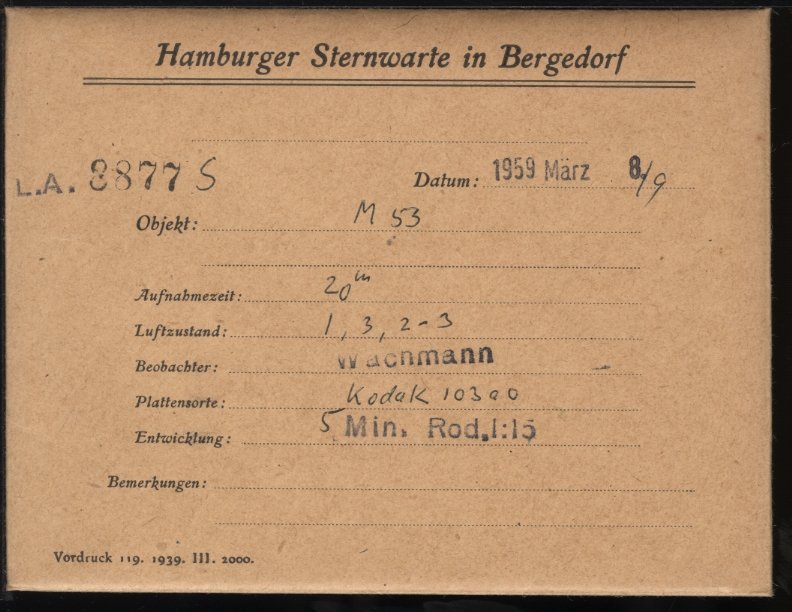 Hamburger Sternwarte in Bergedorf
L.A. 8877 S Datum: 1959 März 8/9
Objekt: M 53
Aufnahmezeit: 20ᵐ
Luftzustand: 1, 3, 2-3
Beobachter: Wachmann
Plattensorte: Kodak 103a0
Entwicklung: 5 Min. Rod.1:15
Bemerkungen:
Vordruck 119. 1939. III. 2000.